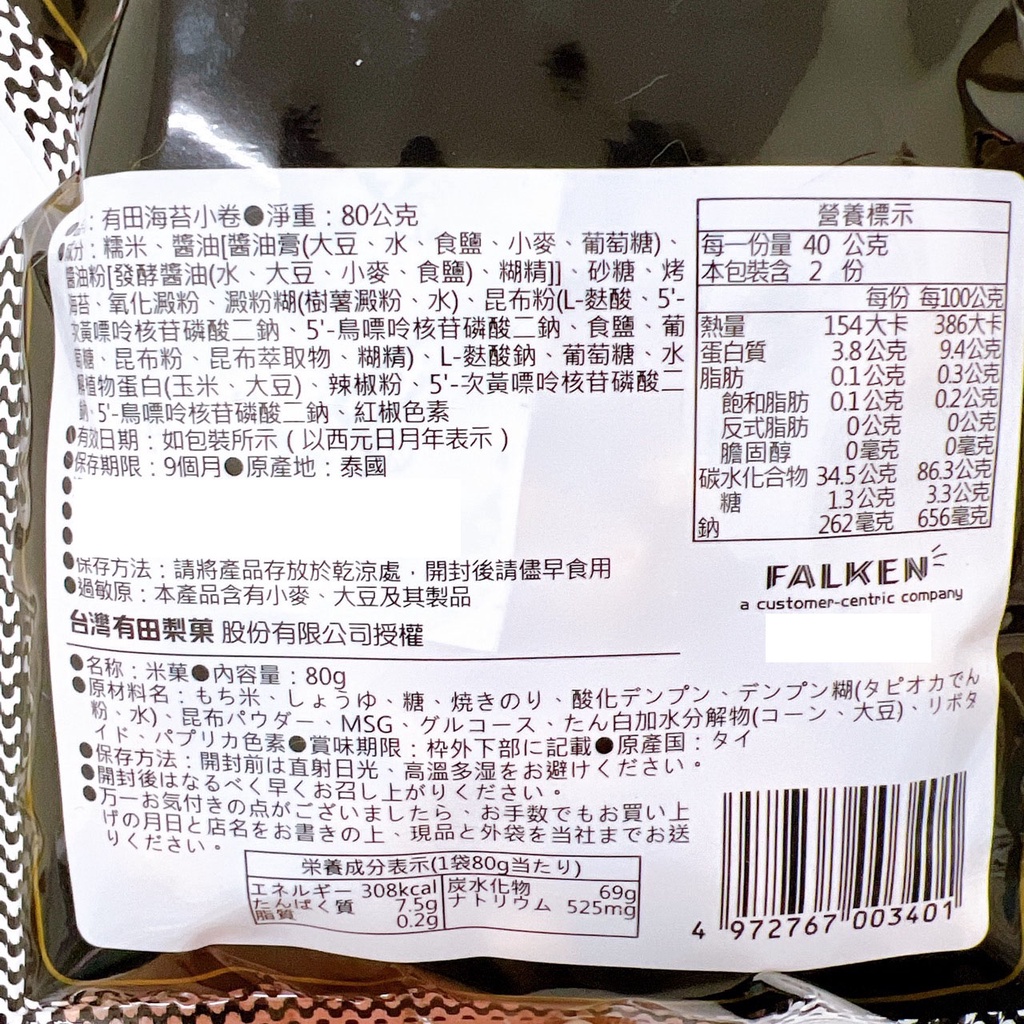 ：有田海苔小卷●淨重：80公克
成分：糯米、醬油[醬油膏(大豆、水、食鹽、小麥、葡萄糖)、
醬油粉[發酵醬油(水、大豆、小麥、食鹽)、糊精]]、砂糖、烤
海苔、氧化澱粉、澱粉糊(樹薯澱粉、水)、昆布粉(L-麩酸、5'-
次黃嘌呤核苷磷酸二鈉、5'-鳥嘌呤核苷磷酸二鈉、食鹽、葡
萄糖、昆布粉、昆布萃取物、糊精)、L-麩酸鈉、葡萄糖、水
解植物蛋白(玉米、大豆)、辣椒粉、5'-次黃嘌呤核苷磷酸二
鈉、5'-鳥嘌呤核苷磷酸二鈉、紅椒色素
●有效日期：如包裝所示（以西元日月年表示）
●保存期限：9個月●原產地：泰國
●保存方法：請將產品存放於乾涼處，開封後請儘早食用
●過敏原：本產品含有小麥、大豆及其製品
台灣有田製菓 股份有限公司授權
營養標示
每一份量 40 公克
本包裝含 2 份
每份 每100公克
熱量 154大卡 386大卡
蛋白質 3.8公克 9.4公克
脂肪 0.1公克 0.3公克
飽和脂肪 0.1公克 0.2公克
反式脂肪 0公克 0公克
膽固醇 0毫克 0毫克
碳水化合物 34.5公克 86.3公克
糖 1.3公克 3.3公克
鈉 262毫克 656毫克
FALKEN
a customer-centric company
●名称：米菓●內容量：80g
●原材料名：もち米、しょうゆ、糖、焼きのり、酸化デンプン、デンプン糊(タピオカでん
粉、水)、昆布パウダー、MSG、グルコース、たん白加水分解物(コーン、大豆)、リボタ
イド、パプリカ色素●賞味期限：枠外下部に記載●原產国：タイ
●保存方法：開封前は直射日光、高溫多湿をお避けください。
●開封後はなるべく早くお召し上がりください。
●万一お気付きの点がございましたら、お手数でもお買い上
げの月日と店名をお書きの上、現品と外袋を当社までお送
りください。
栄養成分表示(1袋80g当たり)
エネルギー 308kcal 炭水化物 69g
たんぱく質 7.5g ナトリウム 525mg
脂質 0.2g
4 972767 003401